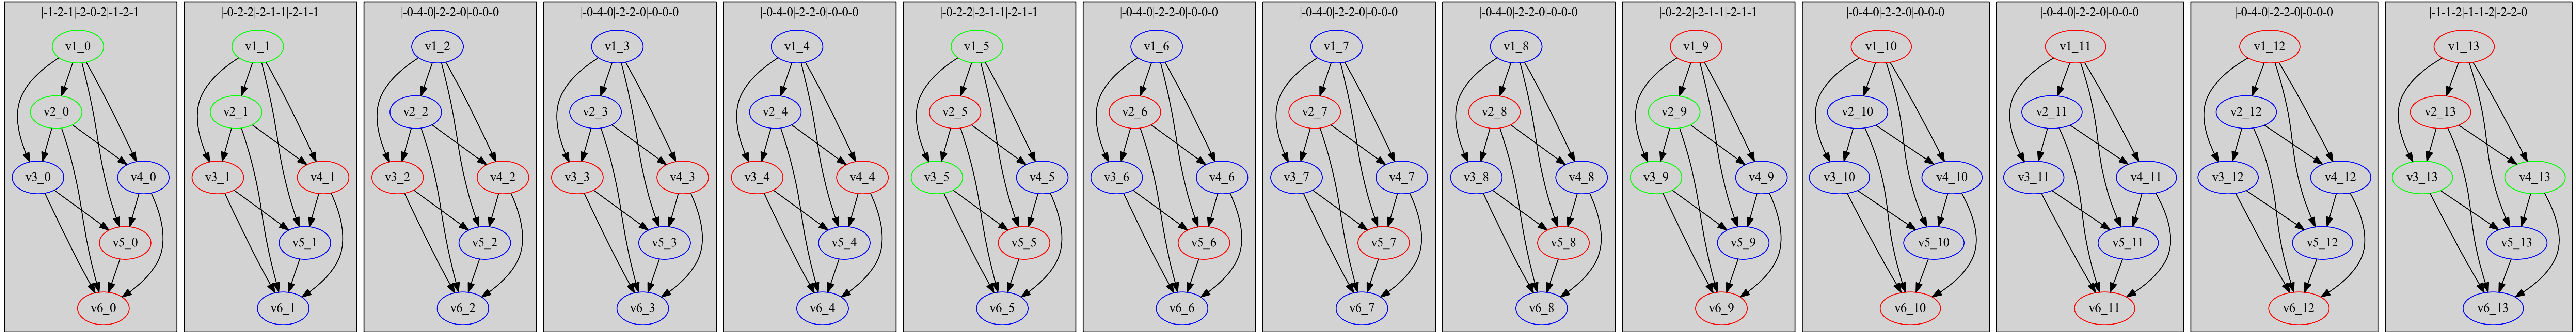 |-1-2-1|-2-0-2|-1-2-1
v1_0
v2_0
v3_0 v4_0
v5_0
v6_0
|-0-2-2|-2-1-1|-2-1-1
v1_1
v2_1
v3_1 v4_1
v5_1
v6_1
|-0-4-0|-2-2-0|-0-0-0
v1_2
v2_2
v3_2 v4_2
v5_2
v6_2
|-0-4-0|-2-2-0|-0-0-0
v1_3
v2_3
v3_3 v4_3
v5_3
v6_3
|-0-4-0|-2-2-0|-0-0-0
v1_4
v2_4
v3_4 v4_4
v5_4
v6_4
|-0-2-2|-2-1-1|-2-1-1
v1_5
v2_5
v3_5 v4_5
v5_5
v6_5
|-0-4-0|-2-2-0|-0-0-0
v1_6
v2_6
v3_6 v4_6
v5_6
v6_6
|-0-4-0|-2-2-0|-0-0-0
v1_7
v2_7
v3_7 v4_7
v5_7
v6_7
|-0-4-0|-2-2-0|-0-0-0
v1_8
v2_8
v3_8 v4_8
v5_8
v6_8
|-0-2-2|-2-1-1|-2-1-1
v1_9
v2_9
v3_9 v4_9
v5_9
v6_9
|-0-4-0|-2-2-0|-0-0-0
v1_10
v2_10
v3_10 v4_10
v5_10
v6_10
|-0-4-0|-2-2-0|-0-0-0
v1_11
v2_11
v3_11 v4_11
v5_11
v6_11
|-0-4-0|-2-2-0|-0-0-0
v1_12
v2_12
v3_12 v4_12
v5_12
v6_12
|-1-1-2|-1-1-2|-2-2-0
v1_13
v2_13
v3_13 v4_13
v5_13
v6_13